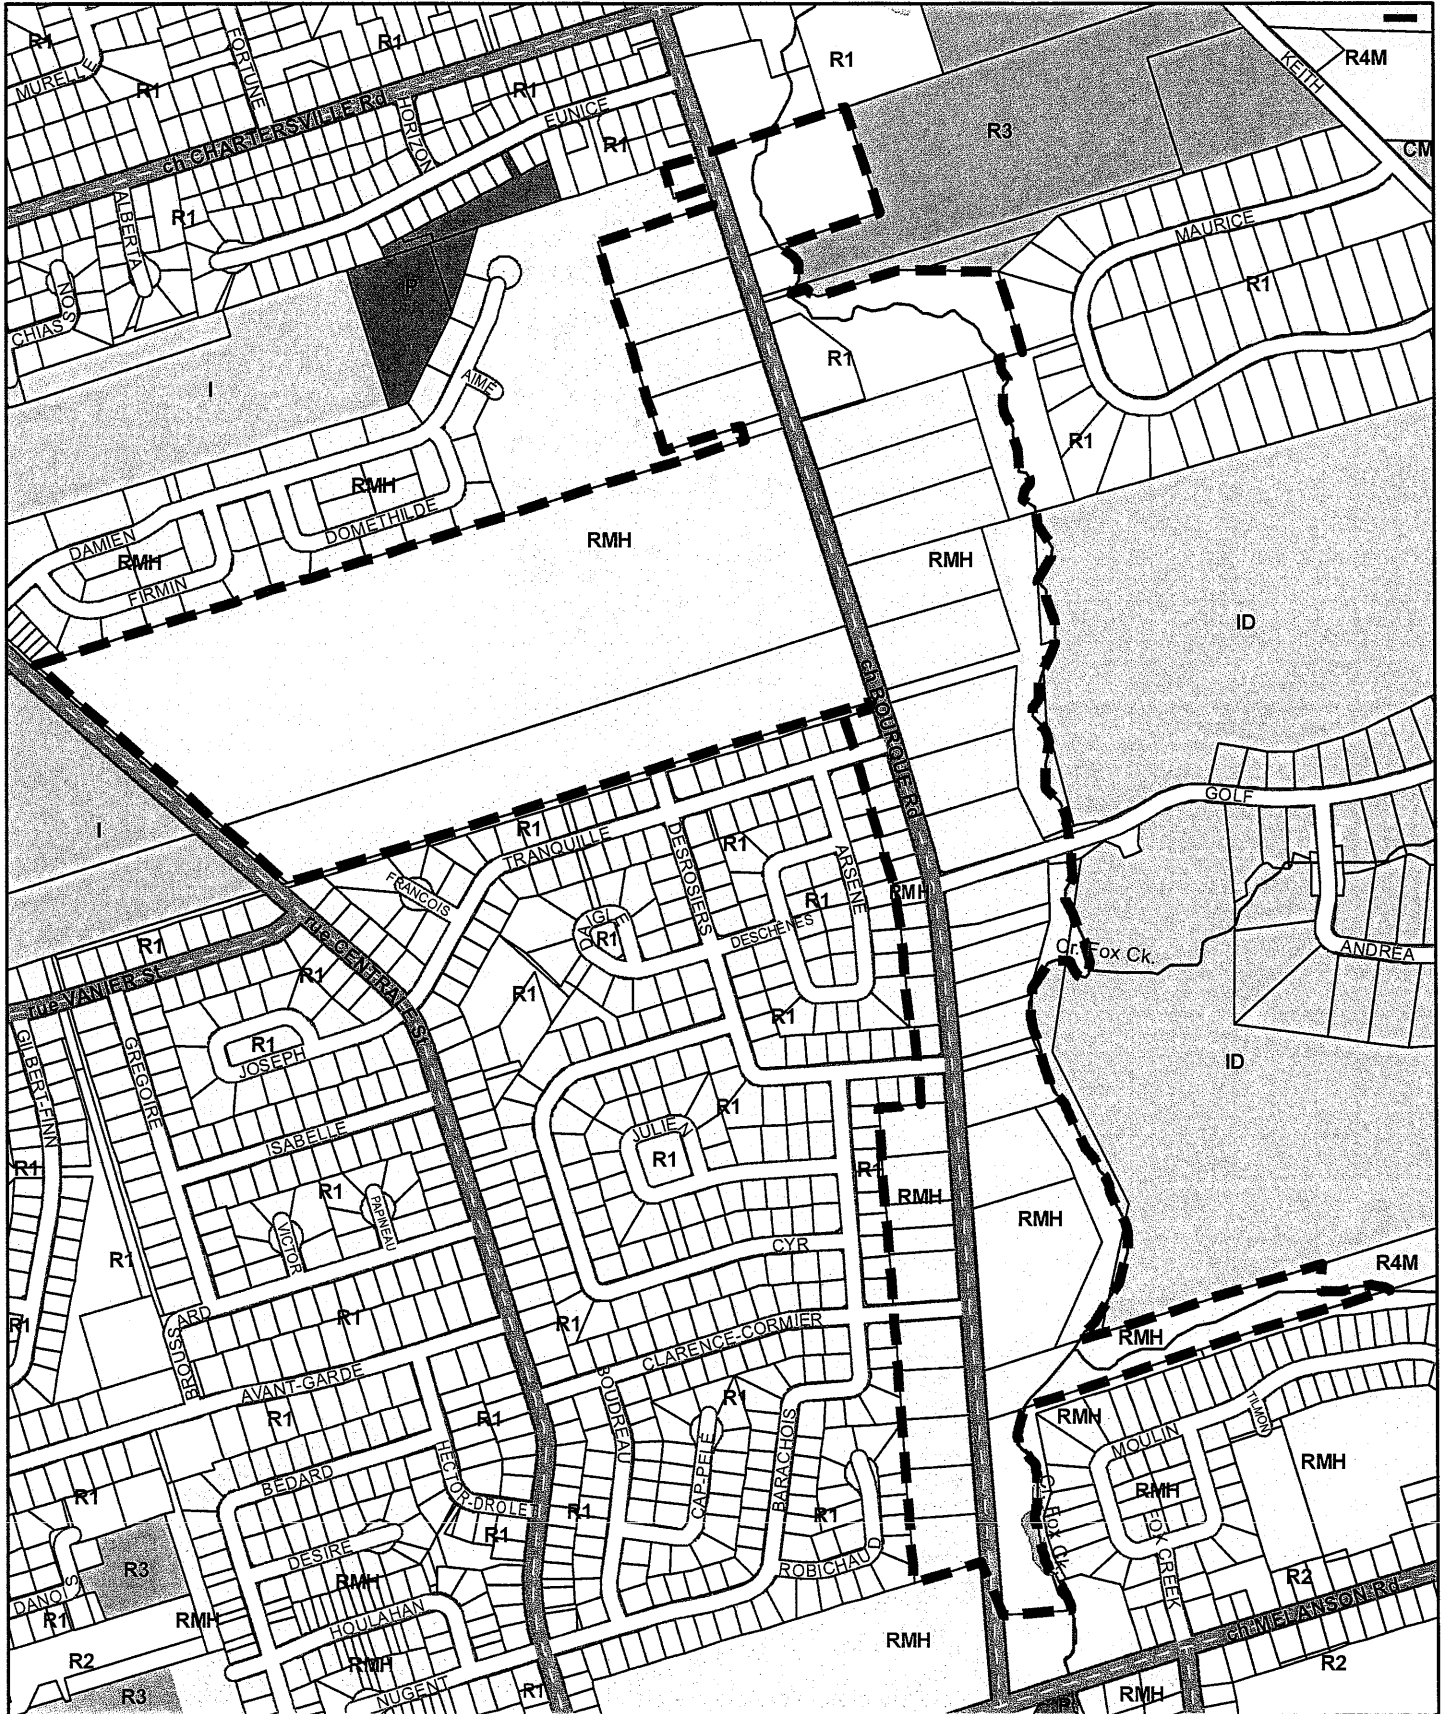 R1
R1
R1
R4M
MURELLE
FORTUNE
KEITH
R1
R1
HORIZON
EUNICE
R3
ch CHARTERSVILLE Rd
R1
CM
ALBERTA
R1
MAURICE
CHIASSON
P
R1
I
AIMÉ
R1
R1
RMH
DOMETHILDE
DAMIEN
RMH
RMH
RMH
FIRMIN
ID
ch BOURQUE Rd
GOLF
I
R1
TRANQUILLE
DESROSIERS
R1
ARSENE
FRANCOIS
R1
RMH
DAIGLE
R1
DESCHENES
rue CENTRALE St
R1
Cr. Fox Ck.
ANDREA
rue VANIER St
R1
R1
R1
GILBERT-FINN
GREGOIRE
R1
JOSEPH
ID
R1
ISABELLE
JULIEN
R1
R1
R1
R1
RMH
RMH
VICTOR
PAPINEAU
R1
CYR
R4M
BROUSSARD
R1
R1
R1
CLARENCE-CORMIER
RMH
AVANT-GARDE
BOUDREAU
R1
R1
R1
BARACHOIS
RMH
TILMON
MOULIN
HECTOR-DROLET
CAP-PELÉ
RMH
BEDARD
R1
R1
R1
RMH
Cr. Fox Ck.
FOX CREEK
R1
DESIRE
ROBICHAUD
R3
RMH
R2
DANOIS
R1
RMH
HOULAHAN
ch MELANSON Rd
RMH
R2
RMH
R2
R3
NUGENT
R1
RMH
P